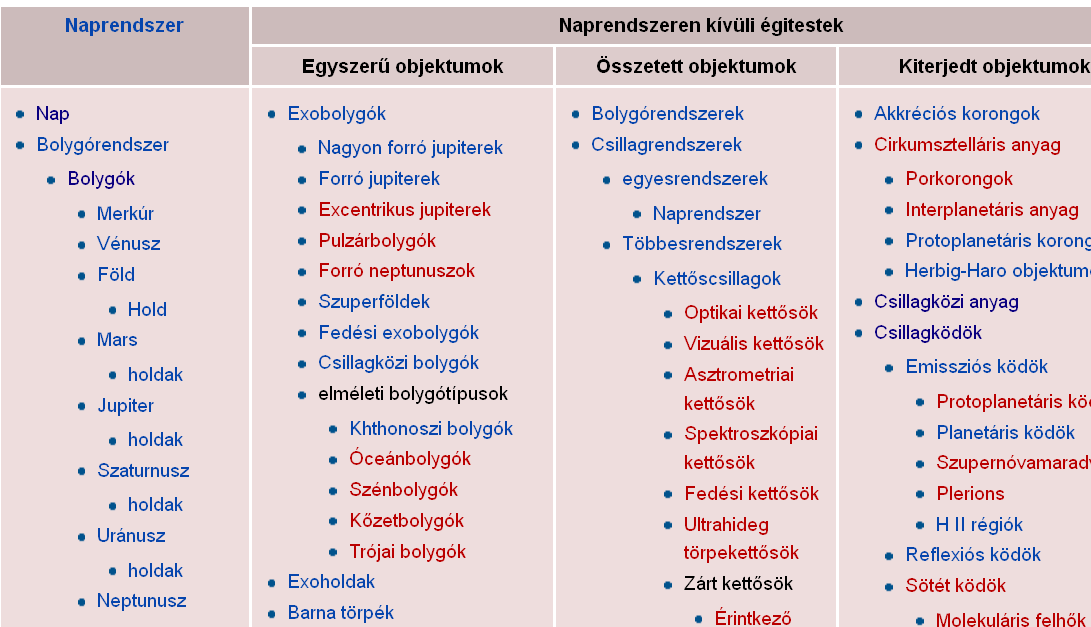 Naprendszer
Naprendszeren kívüli égitestek
Egyszerű objektumok
Összetett objektumok
Kiterjedt objektumok
Nap
Bolygórendszer
Bolygók
Merkúr
Vénusz
Föld
Hold
Mars
holdak
Jupiter
holdak
Szaturnusz
holdak
Uránusz
holdak
Neptunusz
Exobolygók
Nagyon forró jupiterek
Forró jupiterek
Excentrikus jupiterek
Pulzárbolygók
Forró neptunuszok
Szuperföldek
Fedési exobolygók
Csillagközi bolygók
elméleti bolygótípusok
Khthonoszi bolygók
Óceánbolygók
Szénbolygók
Kőzetbolygók
Trójai bolygók
Exoholdak
Barna törpék
Bolygórendszerek
Csillagrendszerek
egyesrendszerek
Naprendszer
Többesrendszerek
Kettőscsillagok
Optikai kettősök
Vizuális kettősök
Asztrometriai
kettősök
Spektroszkópiai
kettősök
Fedési kettősök
Ultrahideg
törpekettősök
Zárt kettősök
Érintkező
Akkréciós korongok
Cirkumsztelláris anyag
Porkorongok
Interplanetáris anyag
Protoplanetáris korong
Herbig-Haro objektum
Csillagközi anyag
Csillagködök
Emissziós ködök
Protoplanetáris
Planetáris ködök
Plerions
H II régiók
Reflexiós ködök
Sötét ködök
Molekuláris felhők